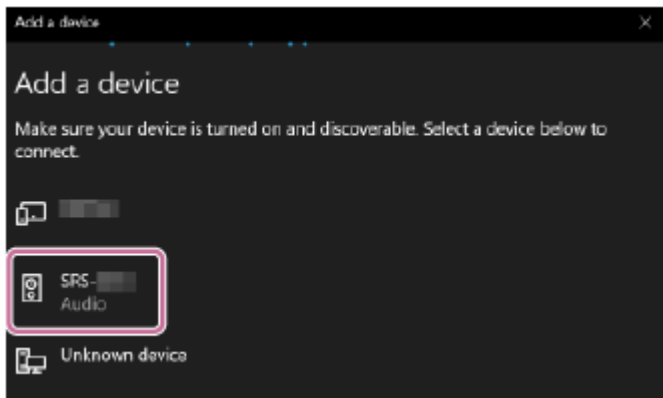 Add a device
Add a device
Make sure your device is turned on and discoverable. Select a device below to
connect.
SRS-
Audio
Unknown device